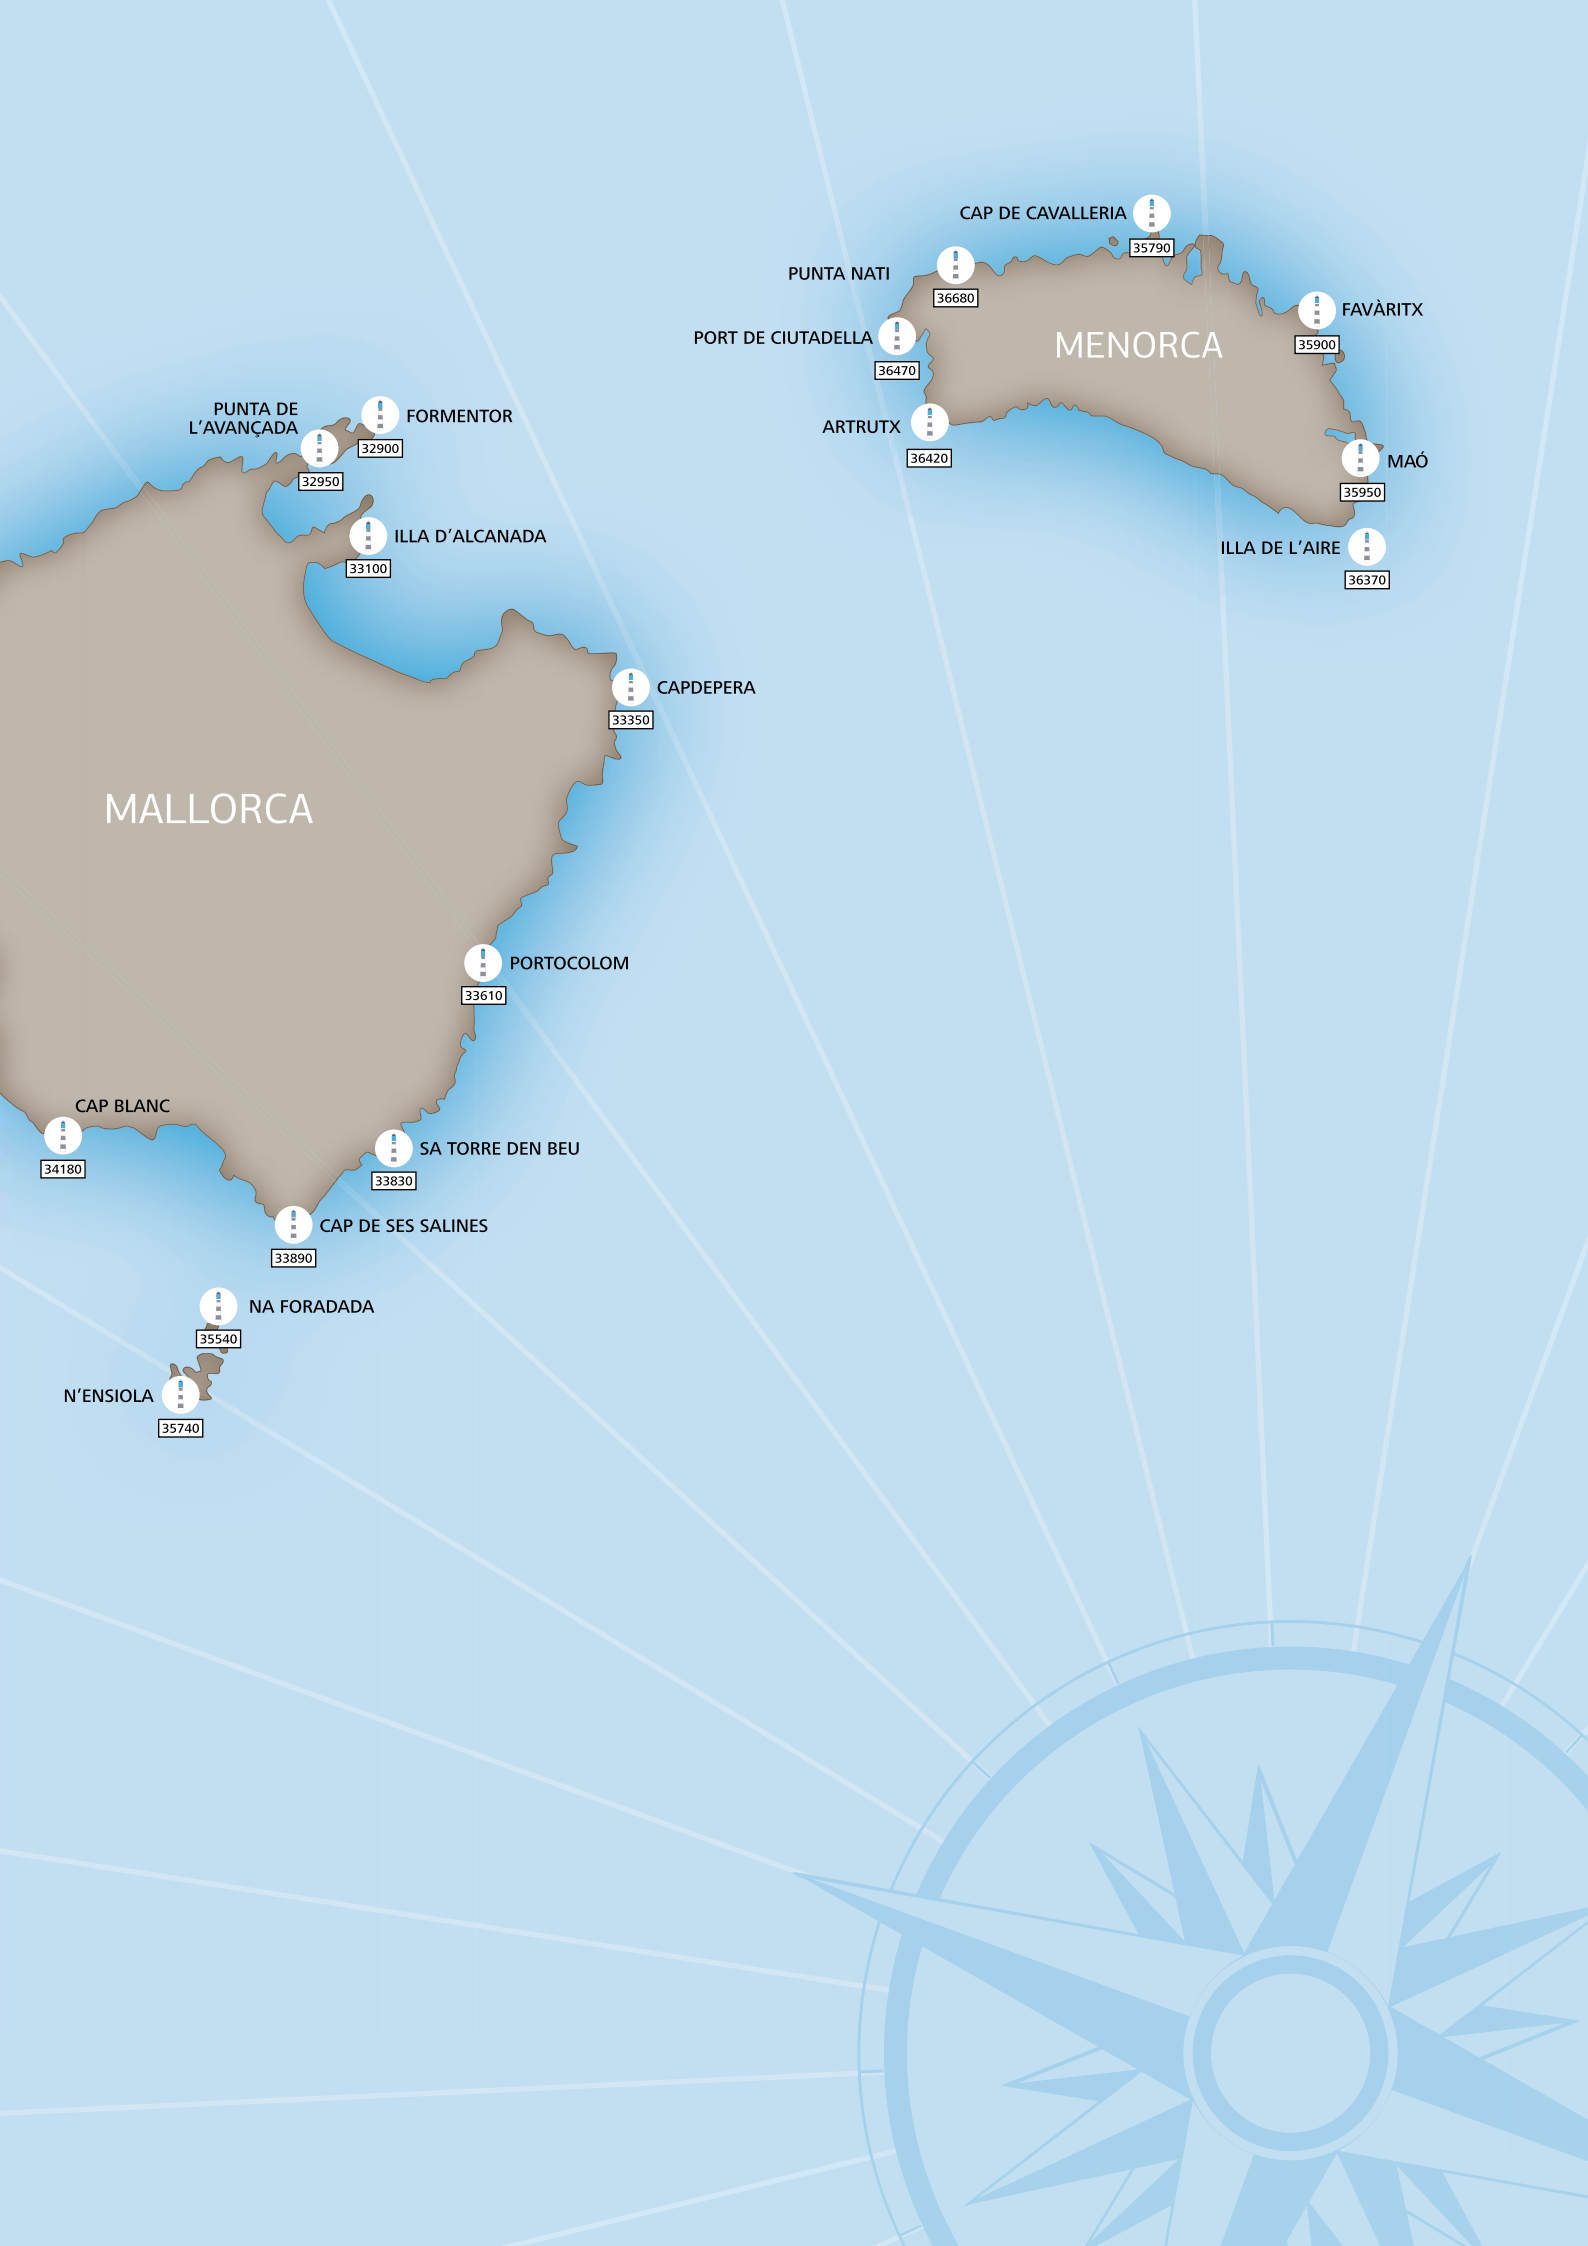 CAP DE CAVALLERIA
35790
PUNTA NATI
36680
FAVÀRITX
35900
PORT DE CIUTADELLA
36470
MENORCA
ARTRUTX
36420
MAÓ
35950
ILLA DE L'AIRE
36370
PUNTA DE
L'AVANÇADA
32950
FORMENTOR
32900
ILLA D'ALCANADA
33100
CAPDEPERA
33350
MALLORCA
PORTOCOLOM
33610
CAP BLANC
34180
SA TORRE DEN BEU
33830
CAP DE SES SALINES
33890
NA FORADADA
35540
N'ENSIOLA
35740